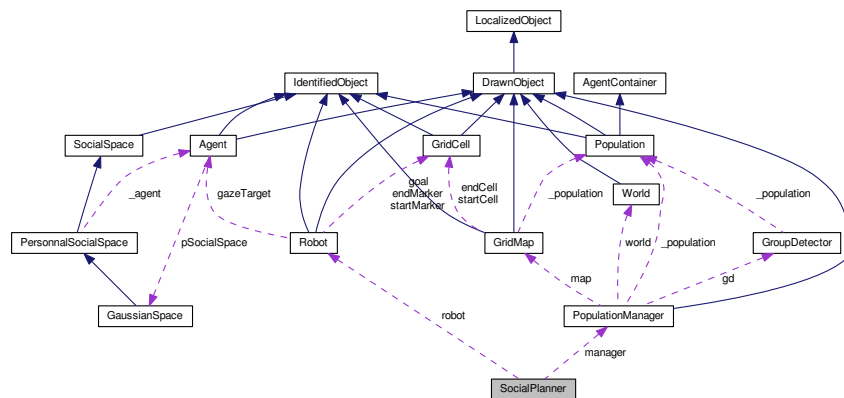 LocalizedObject
IdentifiedObject
DrawnObject
AgentContainer
SocialSpace
Agent
GridCell
Population
_agent
gazeTarget
goal
endMarker
startMarker
endCell
startCell
_population
World
_population
PersonnalSocialSpace
pSocialSpace
Robot
GridMap
world
_population
GroupDetector
map
gd
GaussianSpace
robot
PopulationManager
manager
SocialPlanner